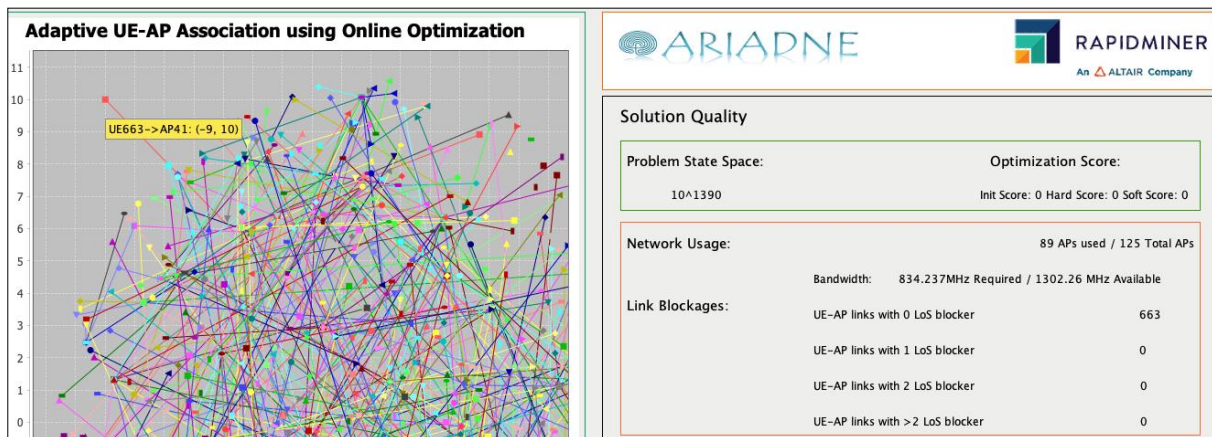 Adaptive UE-AP Association using Online Optimization
11
10
9
8
7
6
5
4
3
2
1
0
UE663->AP41: (-9, 10)
ARIADNE
RAPIDMINER
An ALTAIR Company
Solution Quality
Problem State Space:
Optimization Score:
10^1390
Init Score: 0 Hard Score: 0 Soft Score: 0
Network Usage:
89 APs used / 125 Total APs
Bandwidth: 834.237MHz Required / 1302.26 MHz Available
Link Blockages:
UE-AP links with 0 LoS blocker 663
UE-AP links with 1 LoS blocker 0
UE-AP links with 2 LoS blocker 0
UE-AP links with >2 LoS blocker 0